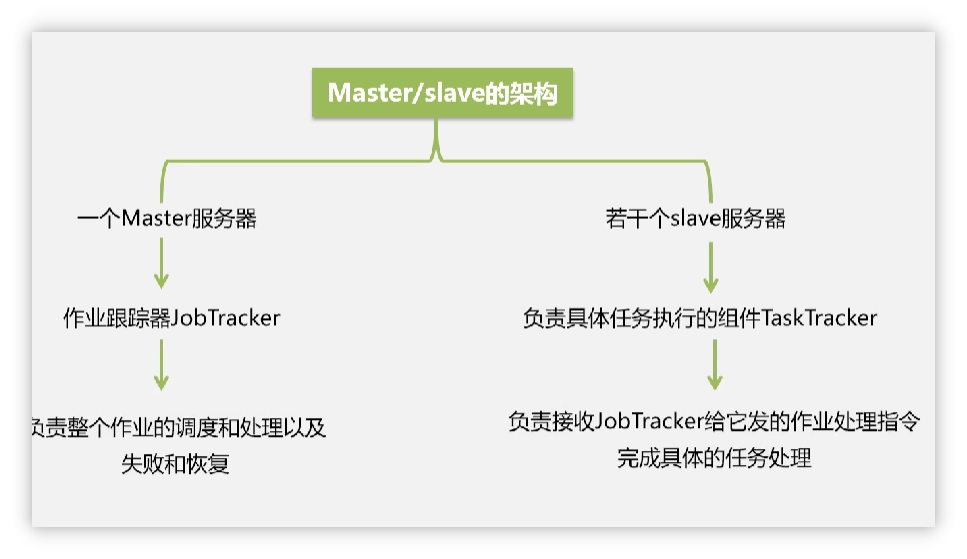 Master/slave的架构
一个Master服务器
若干个slave服务器
作业跟踪器JobTracker
负责具体任务执行的组件TaskTracker
负责整个作业的调度和处理以及
失败和恢复
负责接收JobTracker给它发的作业处理指令
完成具体的任务处理